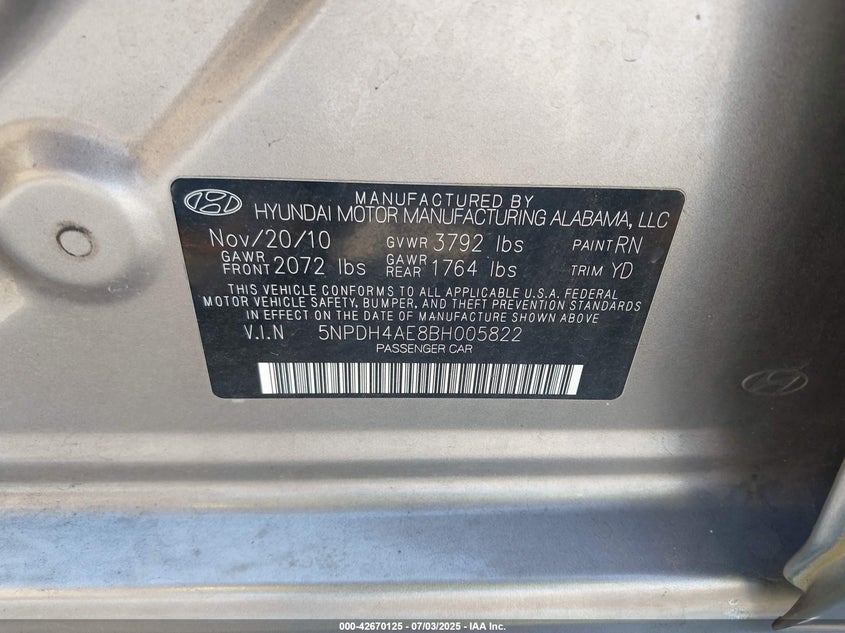 MANUFACTURED BY
HYUNDAI MOTOR MANUFACTURING ALABAMA, LLC
Nov/20/10 GVWR 3792 lbs PAINT RN
GAWR FRONT 2072 lbs GAWR REAR 1764 lbs TRIM YD
THIS VEHICLE CONFORMS TO ALL APPLICABLE U.S.A. FEDERAL
MOTOR VEHICLE SAFETY, BUMPER, AND THEFT PREVENTION STANDARDS
IN EFFECT ON THE DATE OF MANUFACTURE SHOWN ABOVE
V.I.N 5NPDH4AE8BH005822
PASSENGER CAR
000-42670125 - 07/03/2025 - IAA Inc.